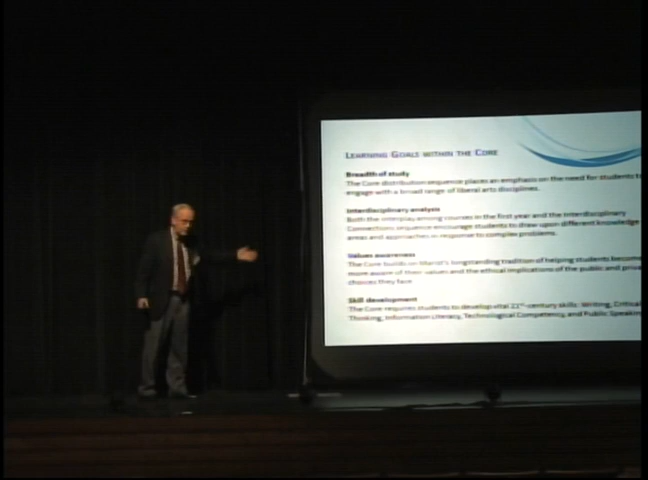 LEARNING GOALS WITHIN THE CORE
Breadth of study
The Core distribution sequence places an emphasis on the need for students to
engage with a broad range of liberal arts disciplines.
Interdisciplinary analysis
Both the interplay among courses in the first year and the Interdisciplinary
Connections sequence encourage students to draw upon different knowledge
areas and approaches in response to complex problems.
Values awareness
The Core builds on Marist's longstanding tradition of helping students become
more aware of their values and the ethical implications of the public and
choices they face
Skill development
The Core requires students to develop vital 21st-century skills: Writing, Critical
Thinking, Information Literacy, Technological Competency, and Public Speaking